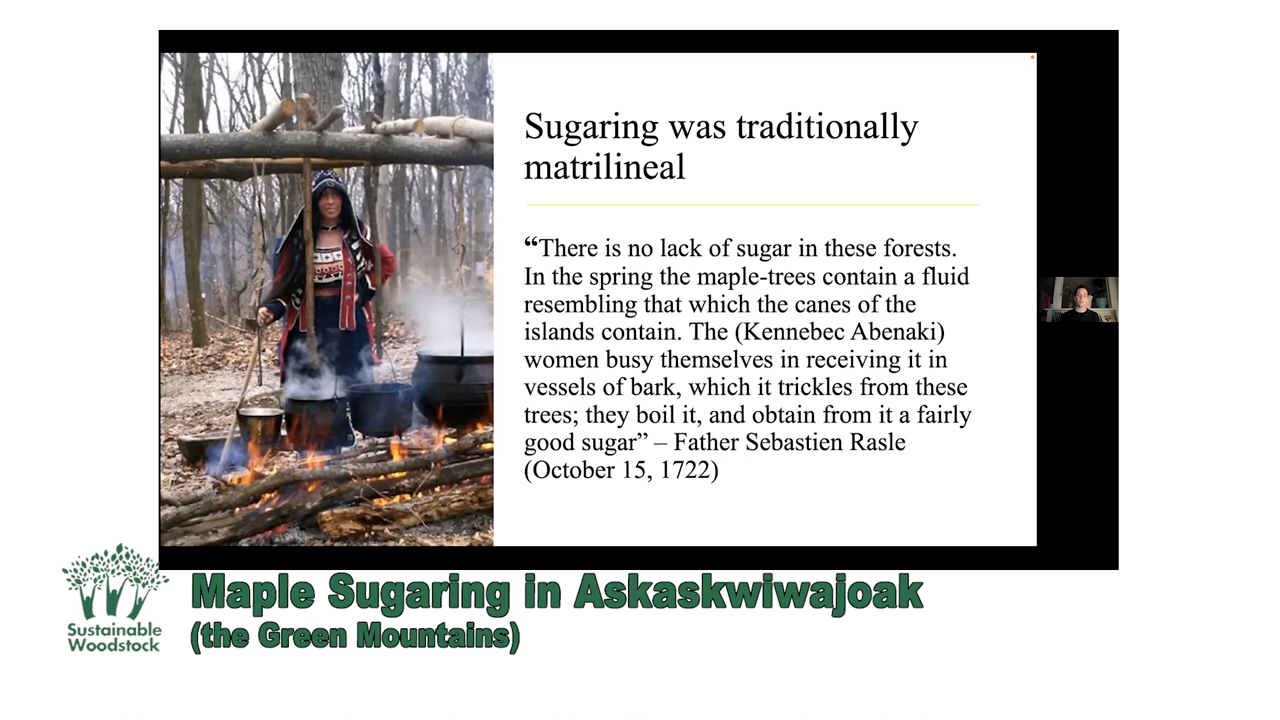 Sugaring was traditionally
matrilineal
“There is no lack of sugar in these forests.
In the spring the maple-trees contain a fluid
resembling that which the canes of the
islands contain. The (Kennebec Abenaki)
women busy themselves in receiving it in
vessels of bark, which it trickles from these
trees; they boil it, and obtain from it a fairly
good sugar” – Father Sebastien Rasle
(October 15, 1722)
Sustainable
Woodstock
Maple Sugaring in Askaskwiwajoak
(the Green Mountains)